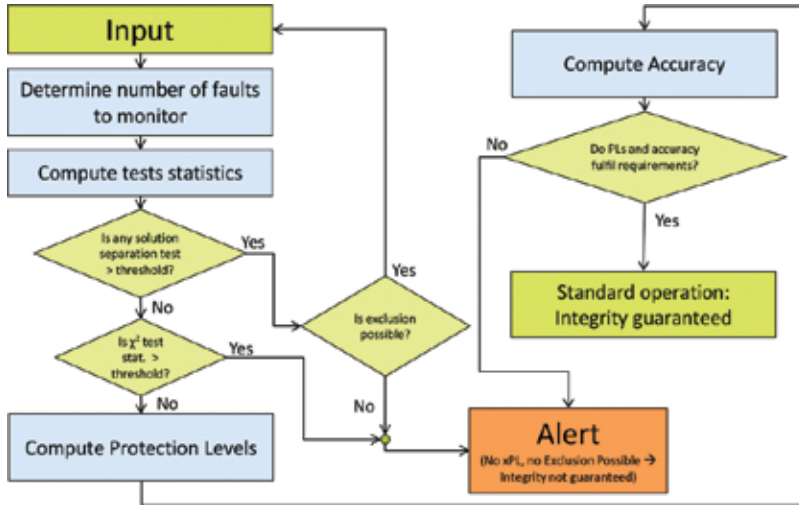 Input
Determine number of faults
to monitor
Compute tests statistics
Is any solution
separation test
> threshold?
Yes
No
Is χ² test
stat. >
threshold?
Yes
No
Compute Protection Levels
Yes
Is exclusion
possible?
No
Compute Accuracy
No
Do PLs and accuracy
fulfil requirements?
Yes
Standard operation:
Integrity guaranteed
Alert
(No xPL, no Exclusion Possible →
Integrity not guaranteed)